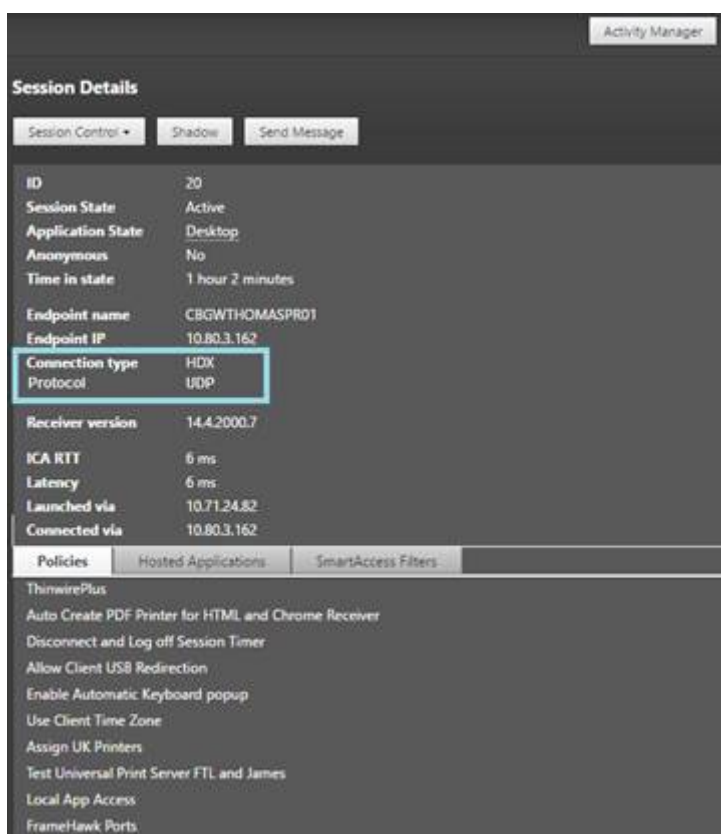 Activity Manager
Session Details
Session Control Shadow Send Message
ID 20
Session State Active
Application State Desktop
Anonymous No
Time in state 1 hour 2 minutes
Endpoint name CBGWTHOMASPR01
Endpoint IP 10.80.3.162
Connection type HDX
Protocol UDP
Receiver version 14.4.2000.7
ICA RTT 6 ms
Latency 6 ms
Launched via 10.71.24.82
Connected via 10.80.3.162
Policies Hosted Applications SmartAccess Filters
ThinwirePlus
Auto Create PDF Printer for HTML and Chrome Receiver
Disconnect and Log off Session Timer
Allow Client USB Redirection
Enable Automatic Keyboard popup
Use Client Time Zone
Assign UK Printers
Test Universal Print Server FTL and James
Local App Access
FrameHawk Ports